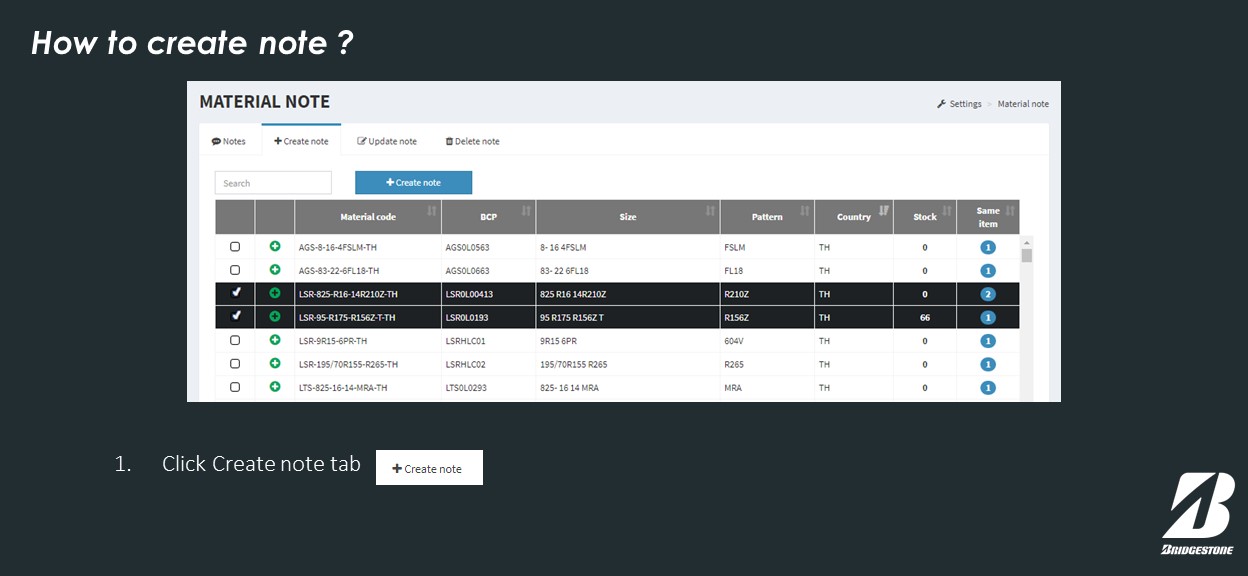 How to create note ?
MATERIAL NOTE
Settings > Material note
Notes Create note Update note Delete note
Search Create note
Material code BCP Size Pattern Country Stock Same item
AGS-8-16-4FSLM-TH AGS0L0563 8- 16 4FSLM FSLM TH 0 1
AGS-83-22-6FL18-TH AGS0L0663 83- 22 6FL18 FL18 TH 0 1
LSR-825-R16-14R210Z-TH LSR0L00413 825 R16 14R210Z R210Z TH 0 2
LSR-95-R175-R156Z-T-TH LSR0L0193 95 R175 R156Z T R156Z TH 66 1
LSR-9R15-6PR-TH LSRHLC01 9R15 6PR 604V TH 0 1
LSR-195/70R155-R265-TH LSRHLC02 195/70R155 R265 R265 TH 0 1
LTS-825-16-14-MRA-TH LTS0L0293 825- 16 14 MRA MRA TH 0 1
1. Click Create note tab Create note
BRIDGESTONE